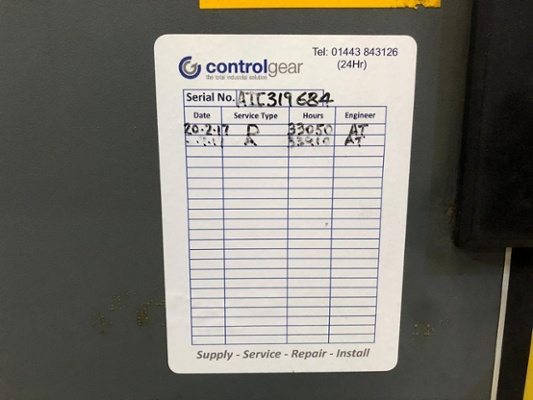 controlgear
the total industrial solution
Tel: 01443 843126
(24Hr)
Serial No. ATC319684
Date Service Type Hours Engineer
20.2.17 D 33050 AT
A AT
Supply - Service - Repair - Install